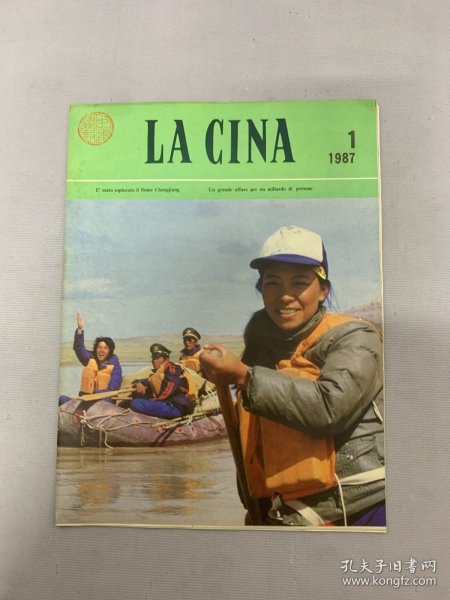 LA CINA
1
1987
E' stato esplorato il fiume Changjiang
Un grande affare per un miliardo di persone
孔夫子旧书网
www.kongfz.com